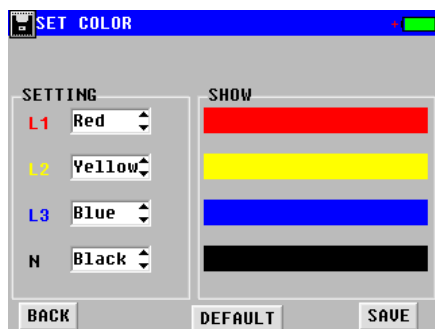 SET COLOR
SETTING
SHOW
L1 Red
L2 Yellow
L3 Blue
N Black
BACK
DEFAULT
SAVE